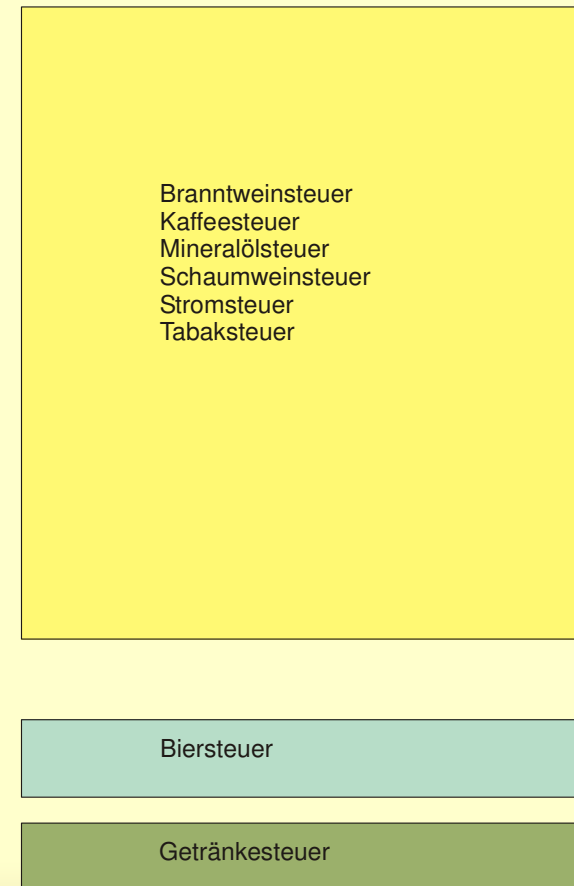 Branntweinsteuer
Kaffeesteuer
Mineralölsteuer
Schaumweinsteuer
Stromsteuer
Tabaksteuer
Biersteuer
Getränkesteuer